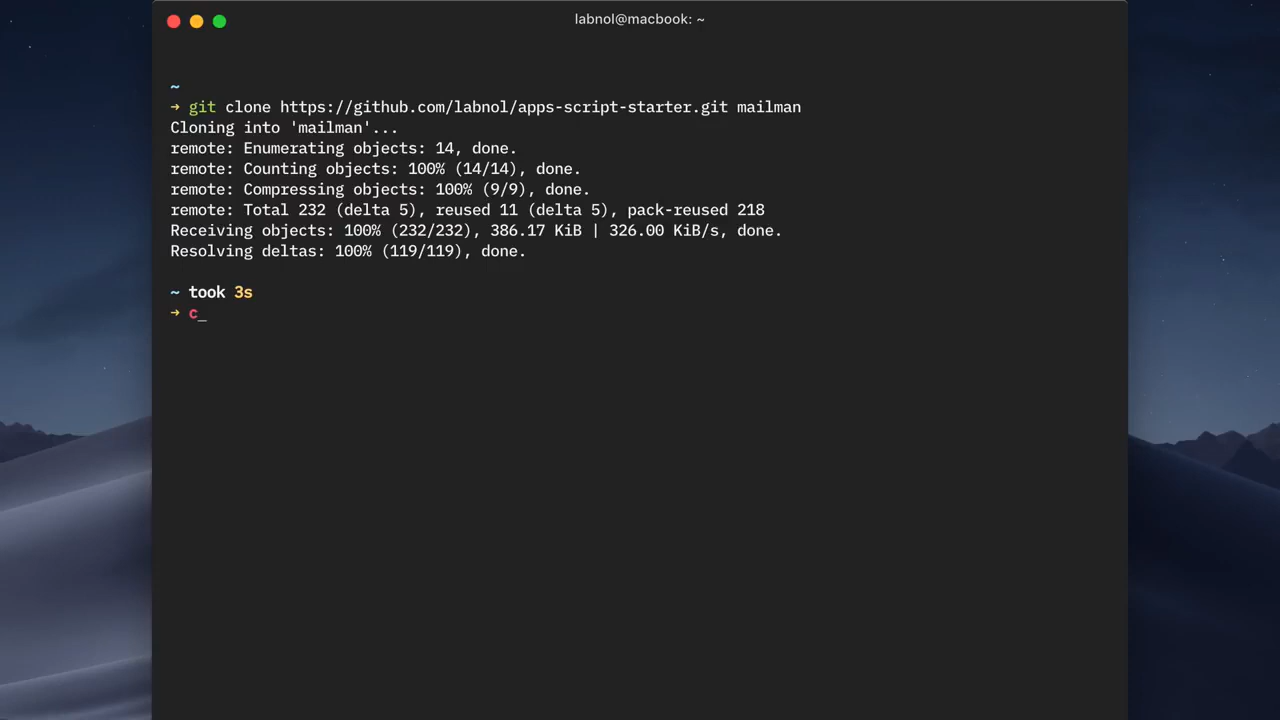 labnol@macbook: ~
~
➜ git clone https://github.com/labnol/apps-script-starter.git mailman
Cloning into 'mailman'...
remote: Enumerating objects: 14, done.
remote: Counting objects: 100% (14/14), done.
remote: Compressing objects: 100% (9/9), done.
remote: Total 232 (delta 5), reused 11 (delta 5), pack-reused 218
Receiving objects: 100% (232/232), 386.17 KiB | 326.00 KiB/s, done.
Resolving deltas: 100% (119/119), done.
~ took 3s
➜ c_